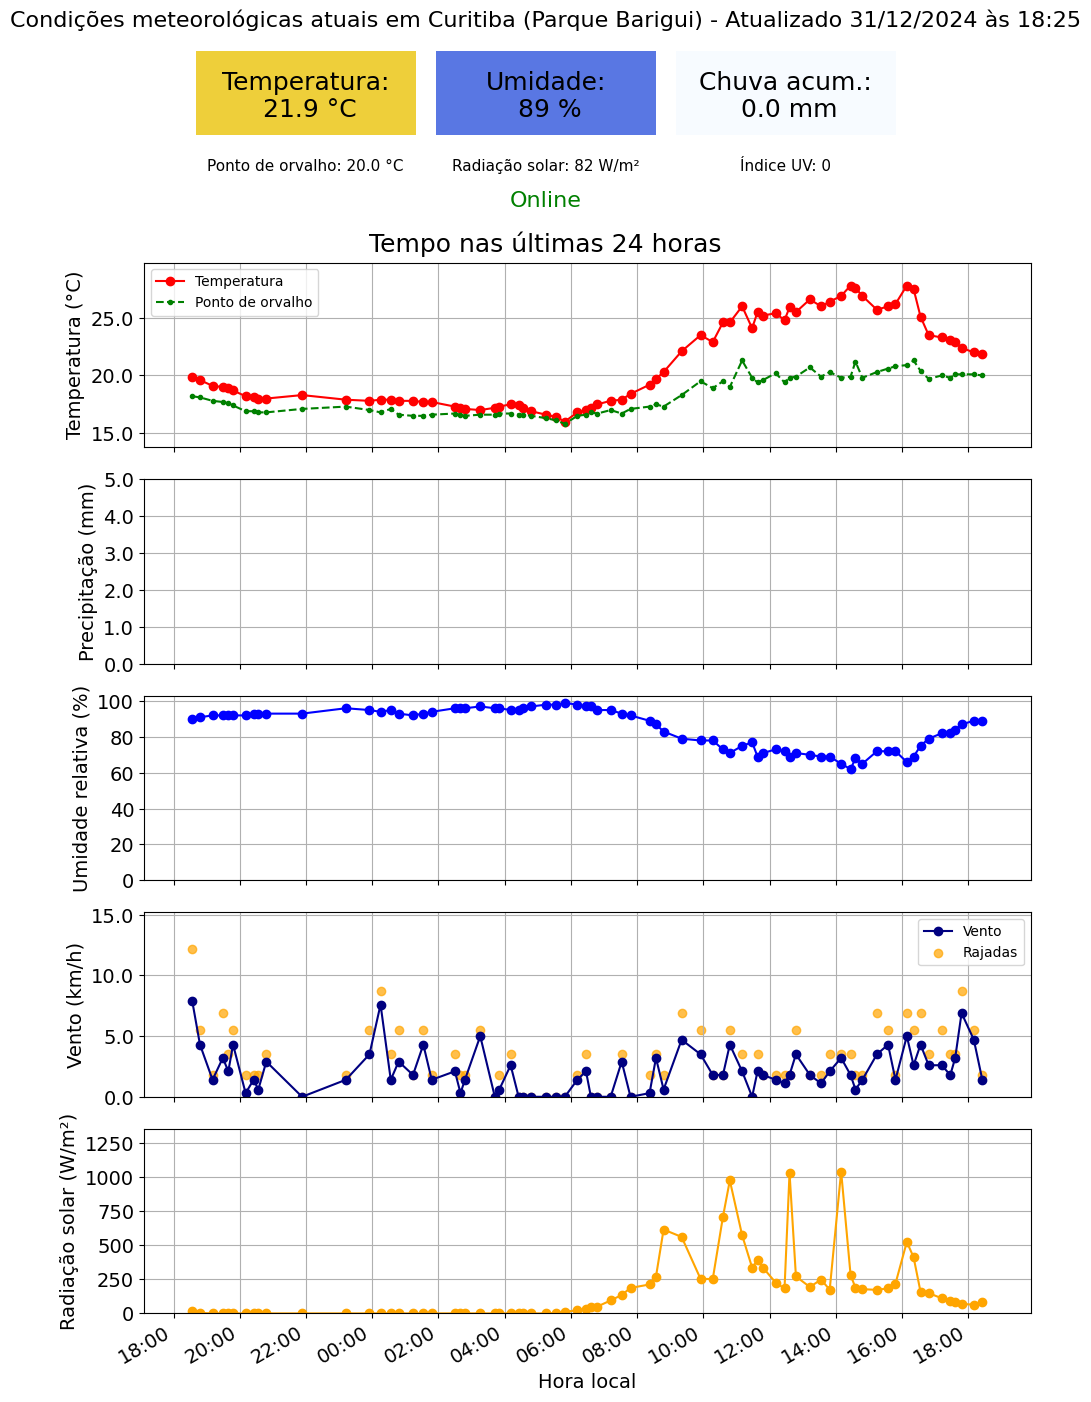 Condições meteorológicas atuais em Curitiba (Parque Barigui) - Atualizado 31/12/2024 às 18:25
Temperatura:
21.9 °C
Umidade:
89 %
Chuva acum.:
0.0 mm
Ponto de orvalho: 20.0 °C
Radiação solar: 82 W/m²
Índice UV: 0
Online
Tempo nas últimas 24 horas
Temperatura (°C)
25.0
20.0
15.0
Temperatura
Ponto de orvalho
Precipitação (mm)
5.0
4.0
3.0
2.0
1.0
0.0
Umidade relativa (%)
100
80
60
40
20
0
Vento (km/h)
15.0
10.0
5.0
0.0
Vento
Rajadas
Radiação solar (W/m²)
1250
1000
750
500
250
0
18:00
20:00
22:00
00:00
02:00
04:00
06:00
08:00
10:00
12:00
14:00
16:00
18:00
Hora local